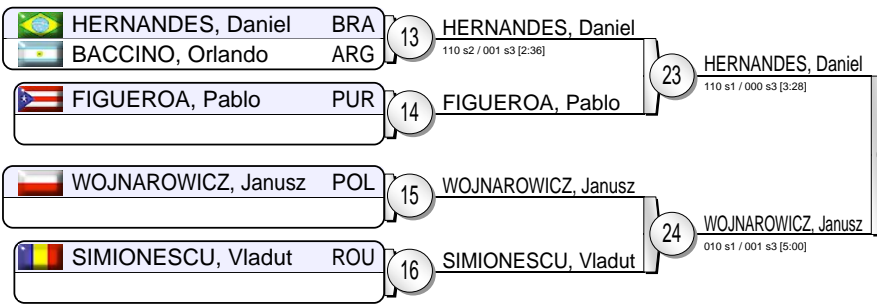 HERNANDES, Daniel BRA
BACCINO, Orlando ARG
13
HERNANDES, Daniel
110 s2 / 001 s3 [2:36]
FIGUEROA, Pablo PUR
14
FIGUEROA, Pablo
23
HERNANDES, Daniel
110 s1 / 000 s3 [3:28]
WOJNAROWICZ, Janusz POL
15
WOJNAROWICZ, Janusz
SIMIONESCU, Vladut ROU
16
SIMIONESCU, Vladut
24
WOJNAROWICZ, Janusz
010 s1 / 001 s3 [5:00]